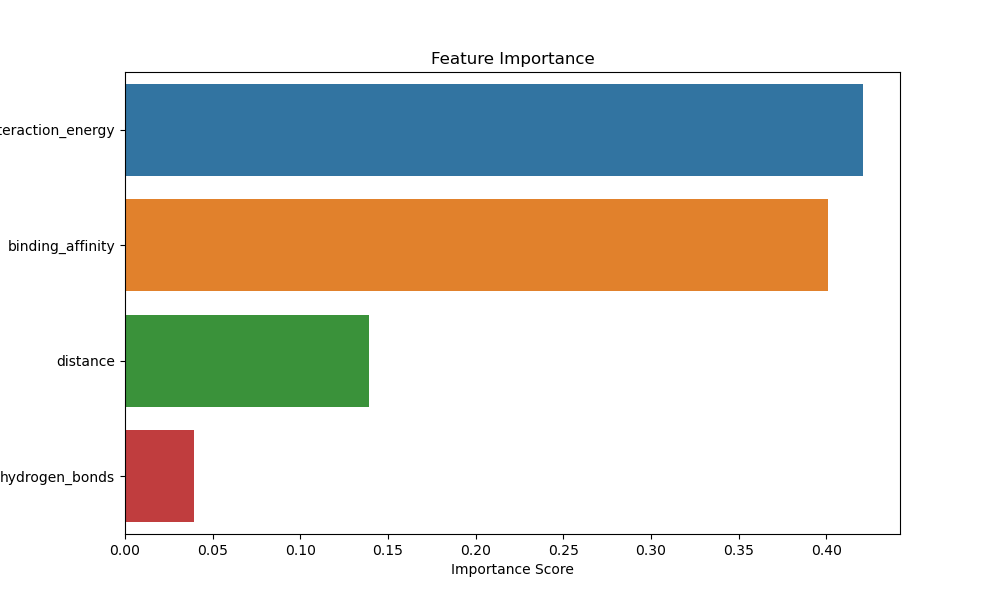 Feature Importance
teraction_energy
binding_affinity
distance
hydrogen_bonds
0.00 0.05 0.10 0.15 0.20 0.25 0.30 0.35 0.40
Importance Score